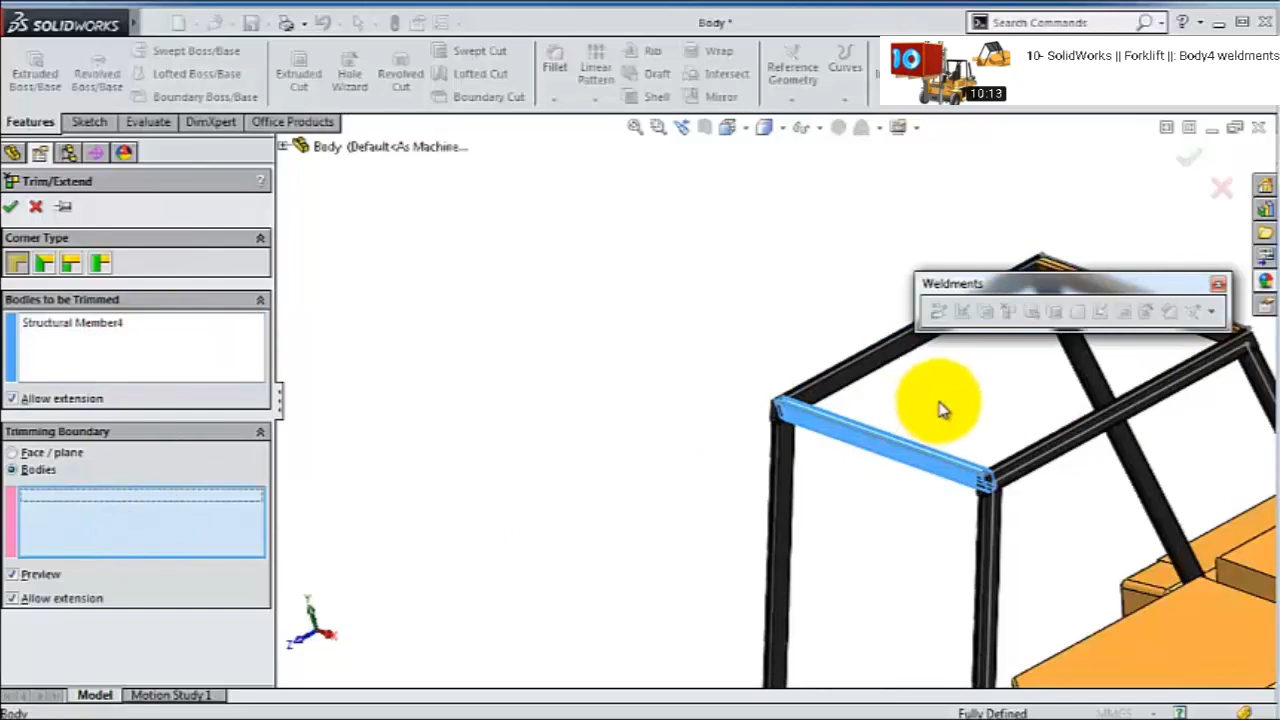 SOLIDWORKS
Body *
Search Commands
Extruded Boss/Base
Revolved Boss/Base
Swept Boss/Base
Lofted Boss/Base
Boundary Boss/Base
Extruded Cut
Hole Wizard
Revolved Cut
Swept Cut
Lofted Cut
Boundary Cut
Fillet
Linear Pattern
Rib
Draft
Shell
Wrap
Intersect
Mirror
Reference Geometry
Curves
10
10:13
10- SolidWorks || Forklift ||: Body4 weldments
Features
Sketch
Evaluate
DimXpert
Office Products
Body (Default<As Machine...
Trim/Extend
?
Corner Type
Bodies to be Trimmed
Structural Member4
Allow extension
Trimming Boundary
Face / plane
Bodies
Preview
Allow extension
Weldments
Y
Z
X
Model
Motion Study 1
Body
Fully Defined
MMGS